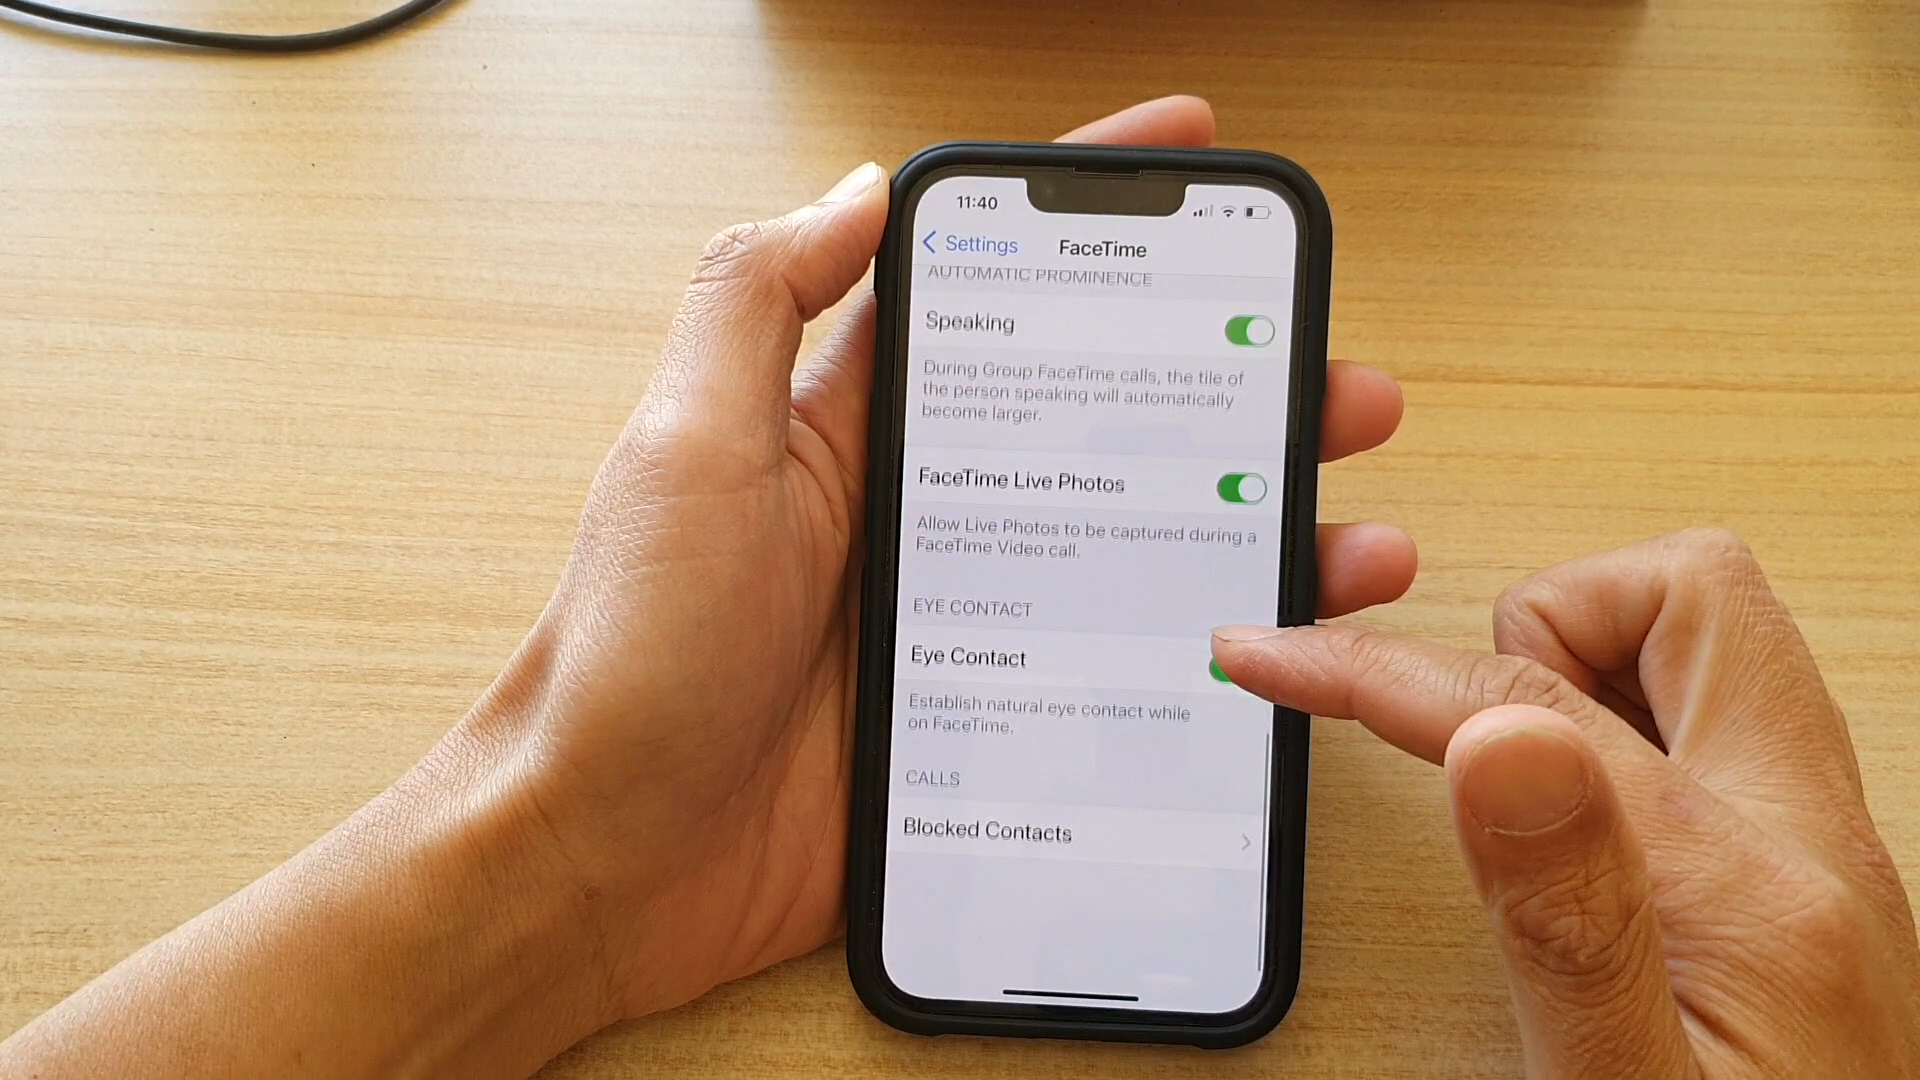 11:40
Settings
FaceTime
AUTOMATIC PROMINENCE
Speaking
During Group FaceTime calls, the tile of
the person speaking will automatically
become larger.
FaceTime Live Photos
Allow Live Photos to be captured during a
FaceTime Video call.
EYE CONTACT
Eye Contact
Establish natural eye contact while
on FaceTime.
CALLS
Blocked Contacts